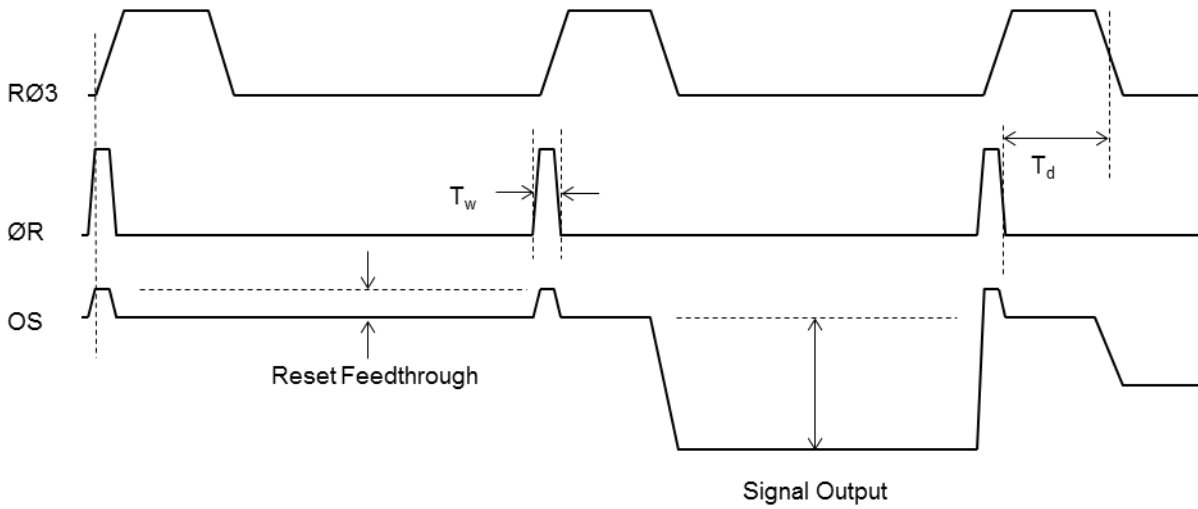 RØ3
T_d
T_w
ØR
OS
Reset Feedthrough
Signal Output